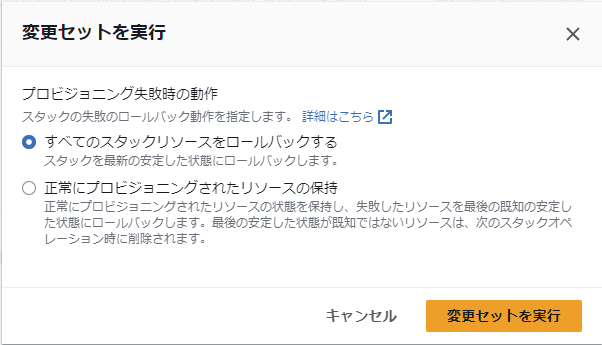 変更セットを実行
プロビジョニング失敗時の動作
スタックの失敗のロールバック動作を指定します。 詳細はこちら
すべてのスタックリソースをロールバックする
スタックを最新の安定した状態にロールバックします。
正常にプロビジョニングされたリソースの保持
正常にプロビジョニングされたリソースの状態を保持し、失敗したリソースを最後の既知の安定し
た状態にロールバックします。最後の安定した状態が既知ではないリソースは、次のスタックオペ
レーション時に削除されます。
キャンセル 変更セットを実行